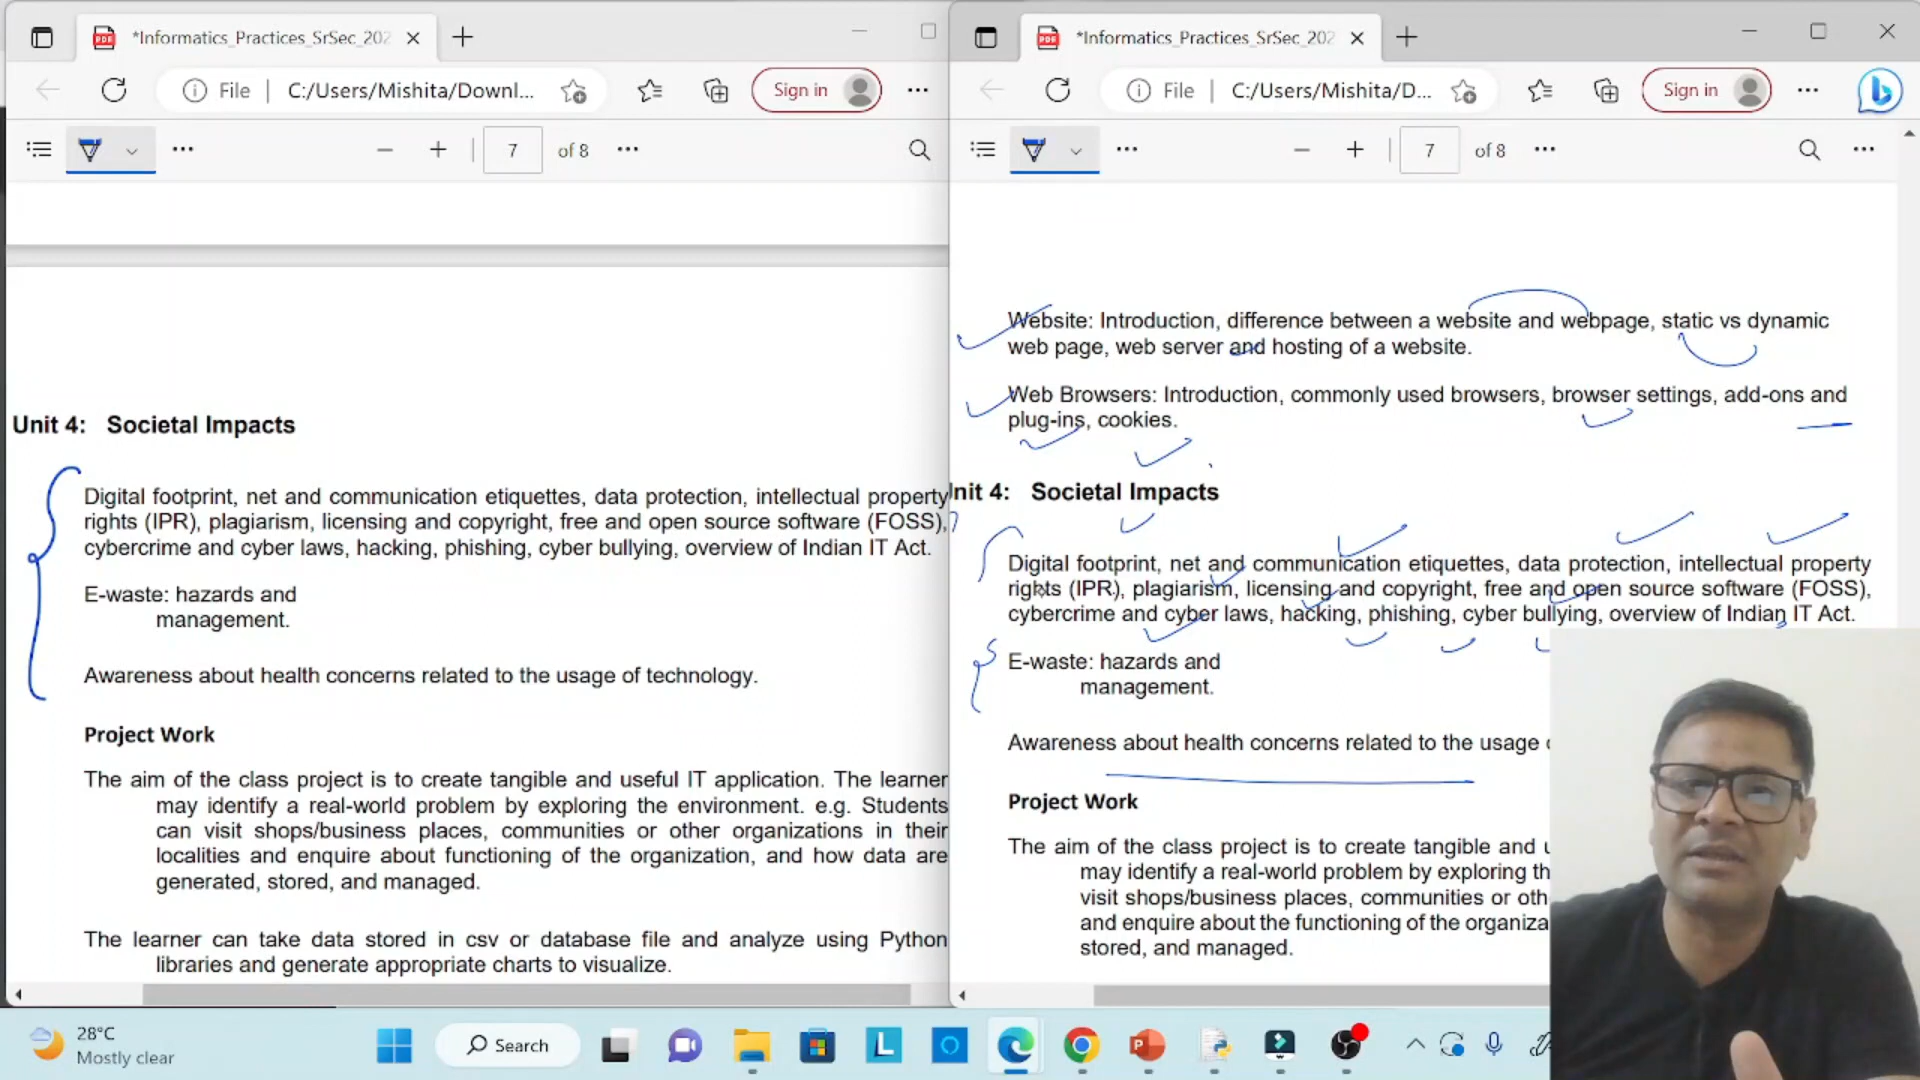 *Informatics_Practices_SrSec_202
*Informatics_Practices_SrSec_202
File | C:/Users/Mishita/Downl...
Sign in
File | C:/Users/Mishita/D...
Sign in
7 of 8
7 of 8
Unit 4: Societal Impacts
Digital footprint, net and communication etiquettes, data protection, intellectual property
rights (IPR), plagiarism, licensing and copyright, free and open source software (FOSS),
cybercrime and cyber laws, hacking, phishing, cyber bullying, overview of Indian IT Act.
E-waste: hazards and
management.
Awareness about health concerns related to the usage of technology.
Project Work
The aim of the class project is to create tangible and useful IT application. The learner
may identify a real-world problem by exploring the environment. e.g. Students
can visit shops/business places, communities or other organizations in their
localities and enquire about functioning of the organization, and how data are
generated, stored, and managed.
The learner can take data stored in csv or database file and analyze using Python
libraries and generate appropriate charts to visualize.
Website: Introduction, difference between a website and webpage, static vs dynamic
web page, web server and hosting of a website.
Web Browsers: Introduction, commonly used browsers, browser settings, add-ons and
plug-ins, cookies.
nit 4: Societal Impacts
Digital footprint, net and communication etiquettes, data protection, intellectual property
rights (IPR), plagiarism, licensing and copyright, free and open source software (FOSS),
cybercrime and cyber laws, hacking, phishing, cyber bullying, overview of Indian IT Act.
E-waste: hazards and
management.
Awareness about health concerns related to the usage
Project Work
The aim of the class project is to create tangible and
may identify a real-world problem by exploring
visit shops/business places, communities or
and enquire about the functioning of the
stored, and managed.
28°C
Mostly clear
Search